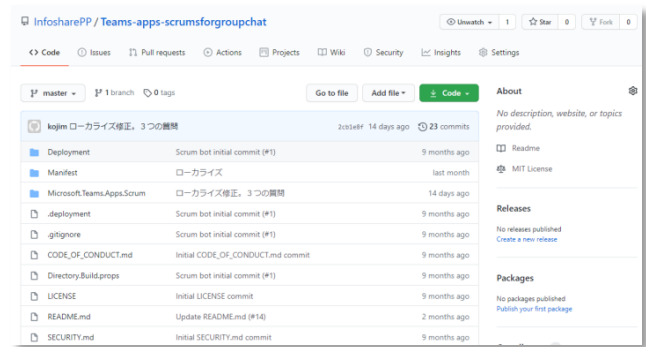 InfosharePP / Teams-apps-scrumsforgroupchat
Unwatch 1 Star 0 Fork 0
Code Issues Pull requests Actions Projects Wiki Security Insights Settings
master 1 branch 0 tags Go to file Add file Code
kojim ローカライズ修正。3つの質問 2cb1e8f 14 days ago 23 commits
Deployment Scrum bot initial commit (#1) 9 months ago
Manifest ローカライズ last month
Microsoft.Teams.Apps.Scrum ローカライズ修正。3つの質問 14 days ago
.deployment Scrum bot initial commit (#1) 9 months ago
.gitignore Scrum bot initial commit (#1) 9 months ago
CODE_OF_CONDUCT.md Initial CODE_OF_CONDUCT.md commit 9 months ago
Directory.Build.props Scrum bot initial commit (#1) 9 months ago
LICENSE Initial LICENSE commit 9 months ago
README.md Update README.md (#14) 2 months ago
SECURITY.md Initial SECURITY.md commit 9 months ago
About
No description, website, or topics
provided.
Readme
MIT License
Releases
No releases published
Create a new release
Packages
No packages published
Publish your first package